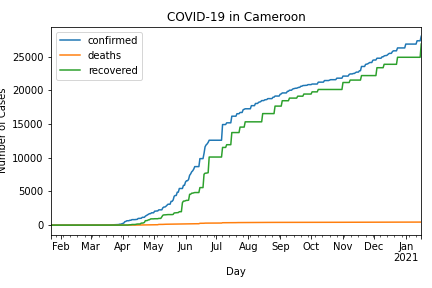 COVID-19 in Cameroon
confirmed
deaths
recovered
25000
20000
15000
10000
5000
0
Number of Cases
Feb Mar Apr May Jun Jul Aug Sep Oct Nov Dec Jan
2021
Day